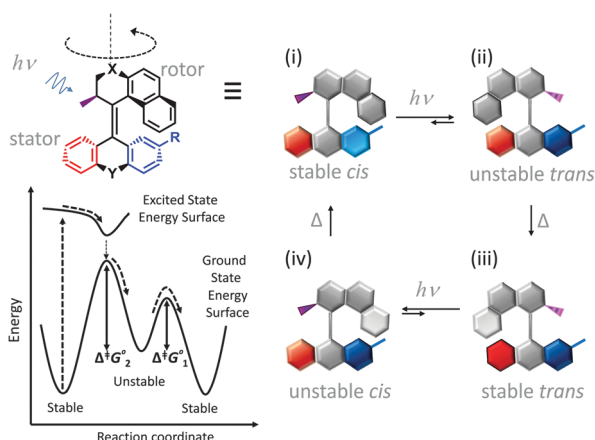 hν
X
rotor
≡
stator
R
Y
(i)
hν
(ii)
stable cis
unstable trans
Δ
Δ
(iv)
hν
(iii)
unstable cis
stable trans
Excited State
Energy Surface
Ground
State
Energy
Surface
Energy
Δ‡G°2
Δ‡G°1
Unstable
Stable
Stable
Reaction coordinate